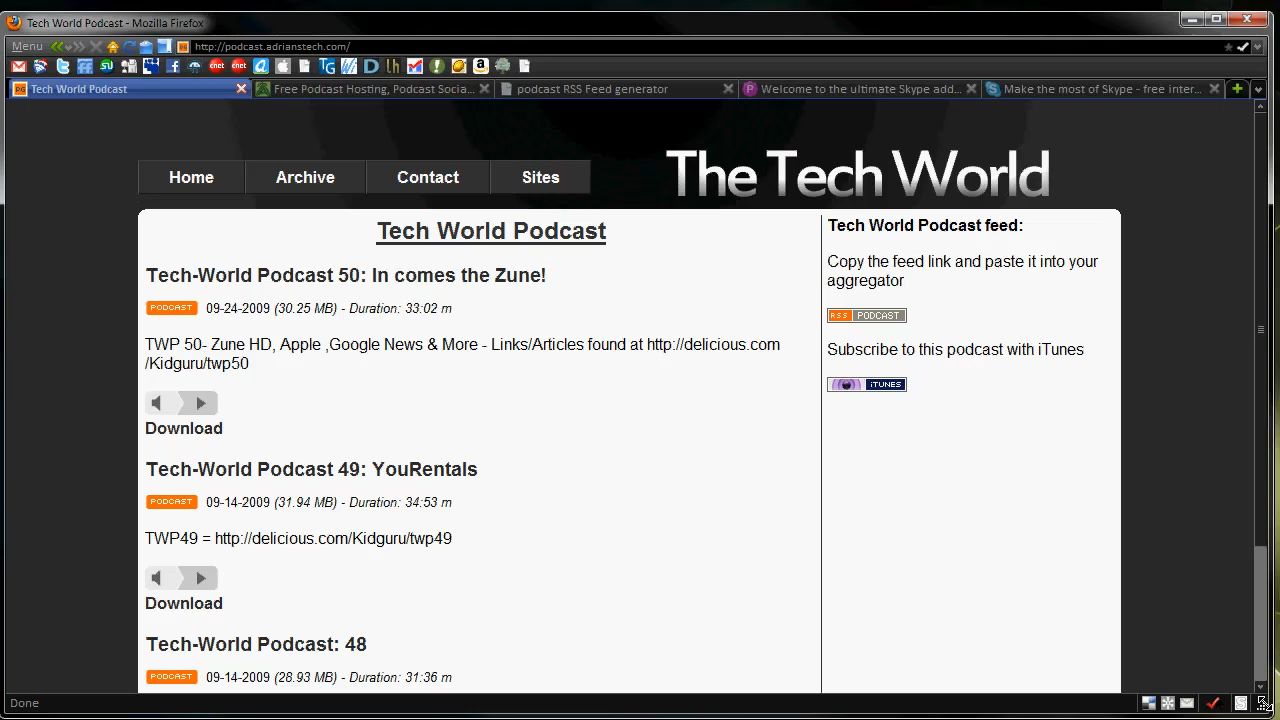 Tech World Podcast - Mozilla Firefox
Menu
http://podcast.adrianstech.com/
cnet cnet TG D lh a
Tech World Podcast
Free Podcast Hosting, Podcast Socia...
podcast RSS Feed generator
Welcome to the ultimate Skype add...
Make the most of Skype - free inter...
Home Archive Contact Sites
The Tech World
Tech World Podcast
Tech-World Podcast 50: In comes the Zune!
PODCAST 09-24-2009 (30.25 MB) - Duration: 33:02 m
TWP 50- Zune HD, Apple ,Google News & More - Links/Articles found at http://delicious.com
/Kidguru/twp50
Download
Tech-World Podcast 49: YouRentals
PODCAST 09-14-2009 (31.94 MB) - Duration: 34:53 m
TWP49 = http://delicious.com/Kidguru/twp49
Download
Tech-World Podcast: 48
PODCAST 09-14-2009 (28.93 MB) - Duration: 31:36 m
Tech World Podcast feed:
Copy the feed link and paste it into your
aggregator
RSS PODCAST
Subscribe to this podcast with iTunes
iTUNES
Done